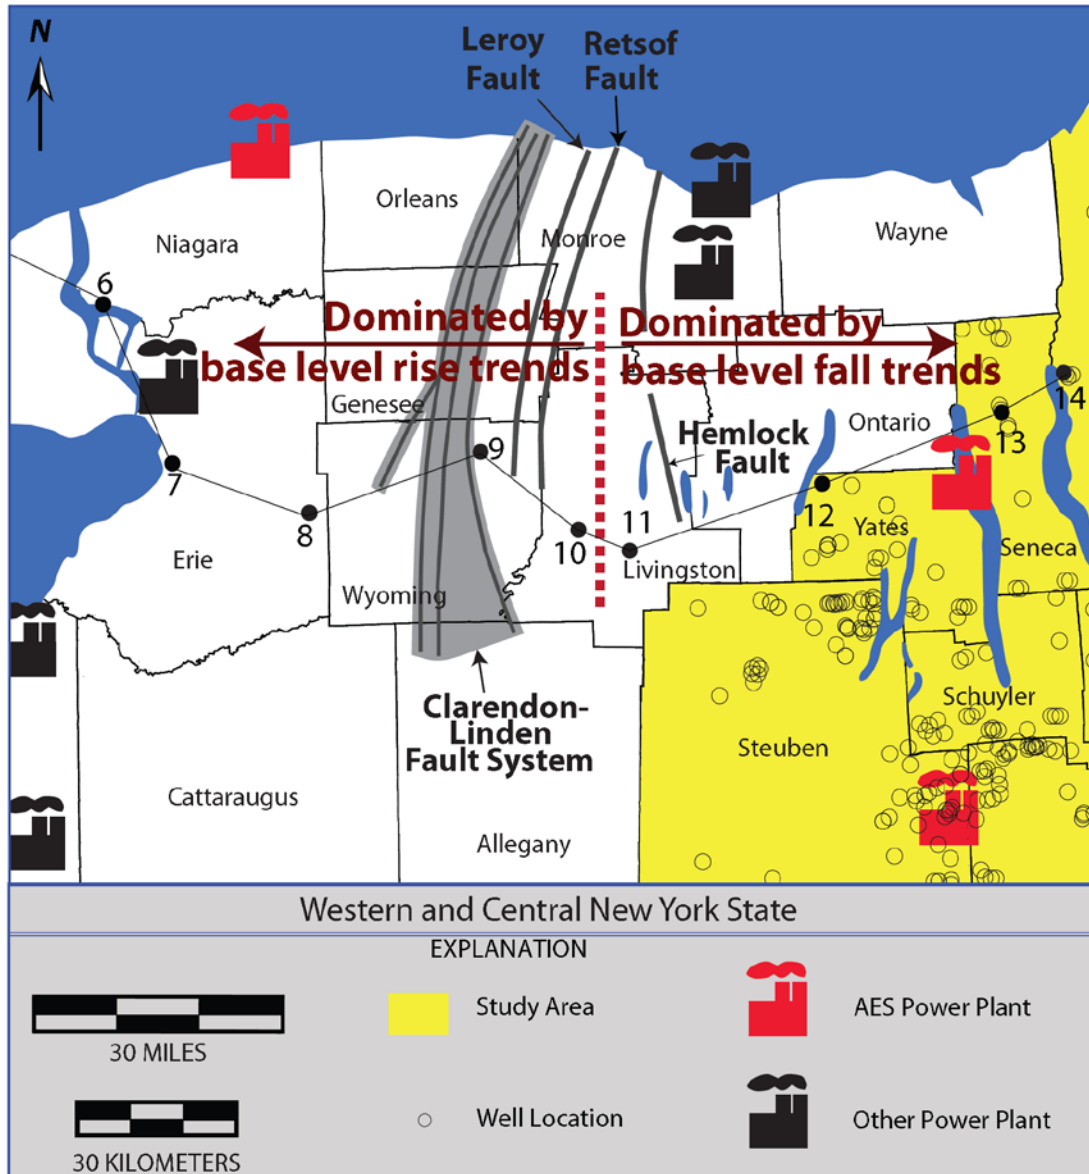 N
Leroy
Fault
Retsof
Fault
Orleans
Niagara
Monroe
Wayne
6
Dominated by
base level rise trends
Dominated by
base level fall trends
Genesee
14
Ontario
13
Hemlock
Fault
9
7
12
8
10
11
Yates
Seneca
Erie
Wyoming
Livingston
Schuyler
Clarendon-
Linden
Fault System
Steuben
Cattaraugus
Allegany
Western and Central New York State
EXPLANATION
30 MILES
Study Area
AES Power Plant
30 KILOMETERS
Well Location
Other Power Plant